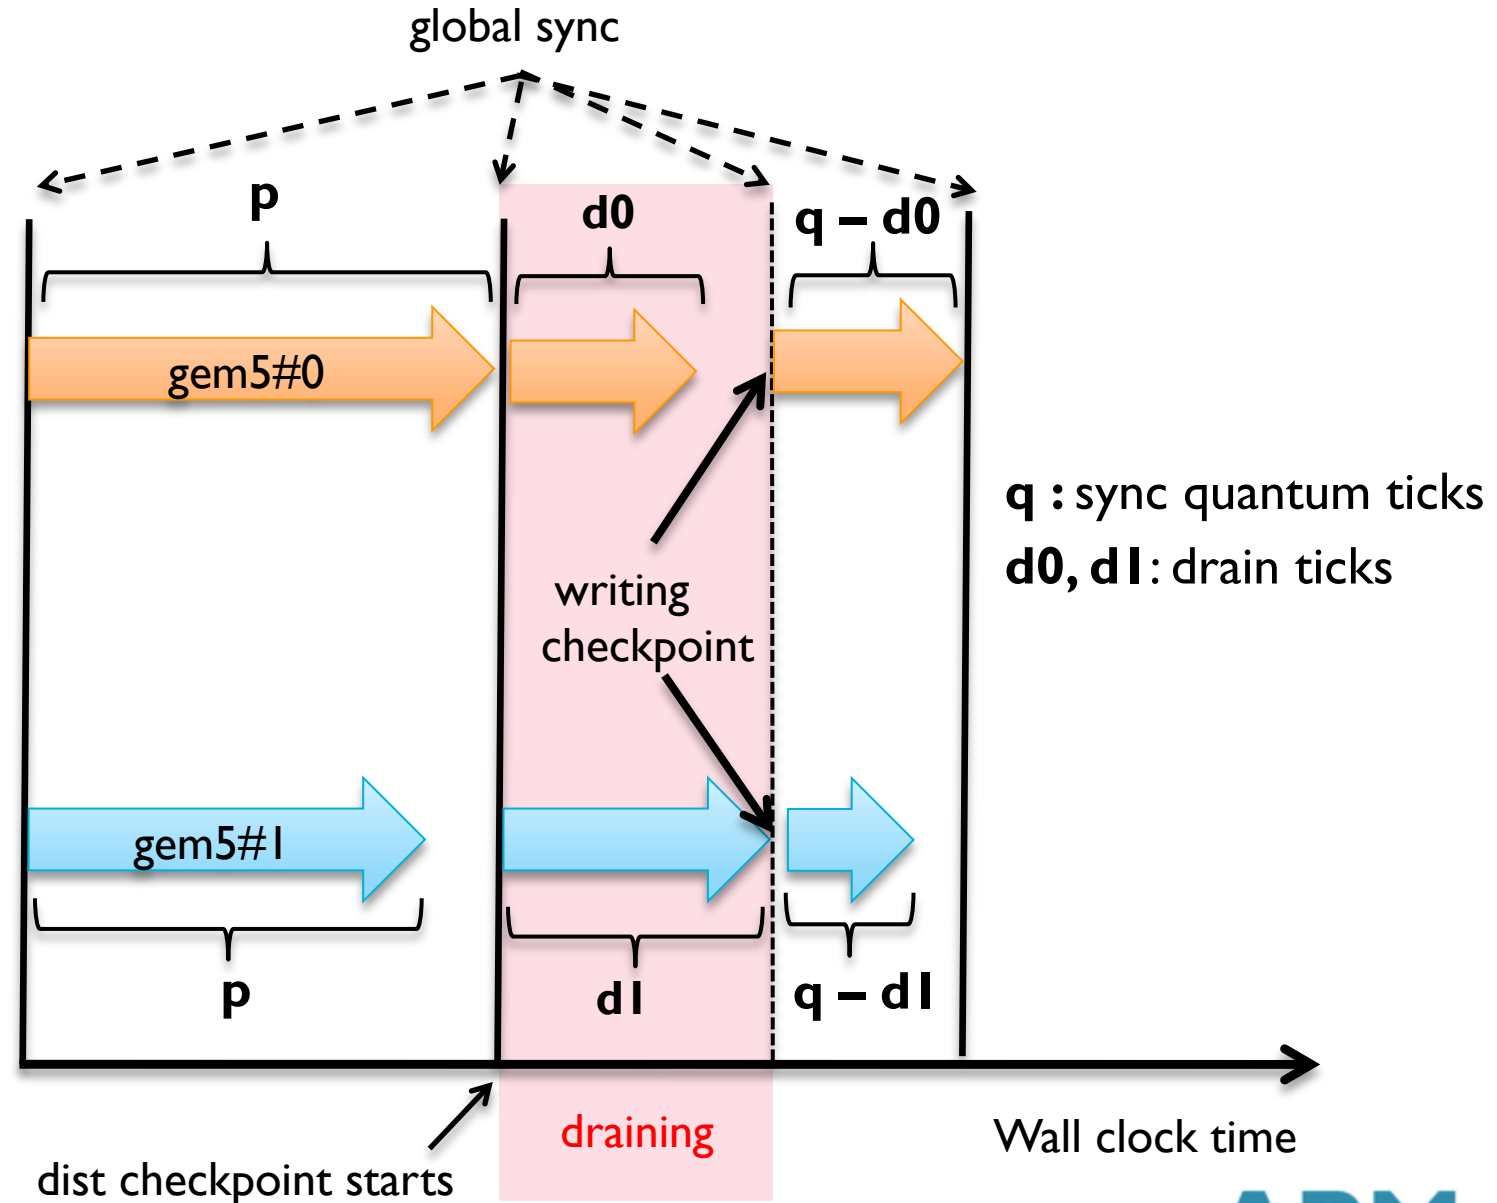 global sync
p
d0
q – d0
gem5#0
q : sync quantum ticks
d0, d1: drain ticks
writing
checkpoint
gem5#1
p
d1
q – d1
draining
Wall clock time
dist checkpoint starts